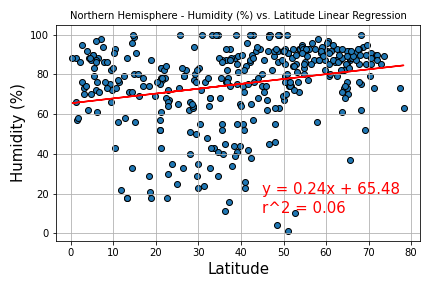 Northern Hemisphere - Humidity (%) vs. Latitude Linear Regression
100
80
60
40
20
0
Humidity (%)
y = 0.24x + 65.48
r^2 = 0.06
0 10 20 30 40 50 60 70 80
Latitude